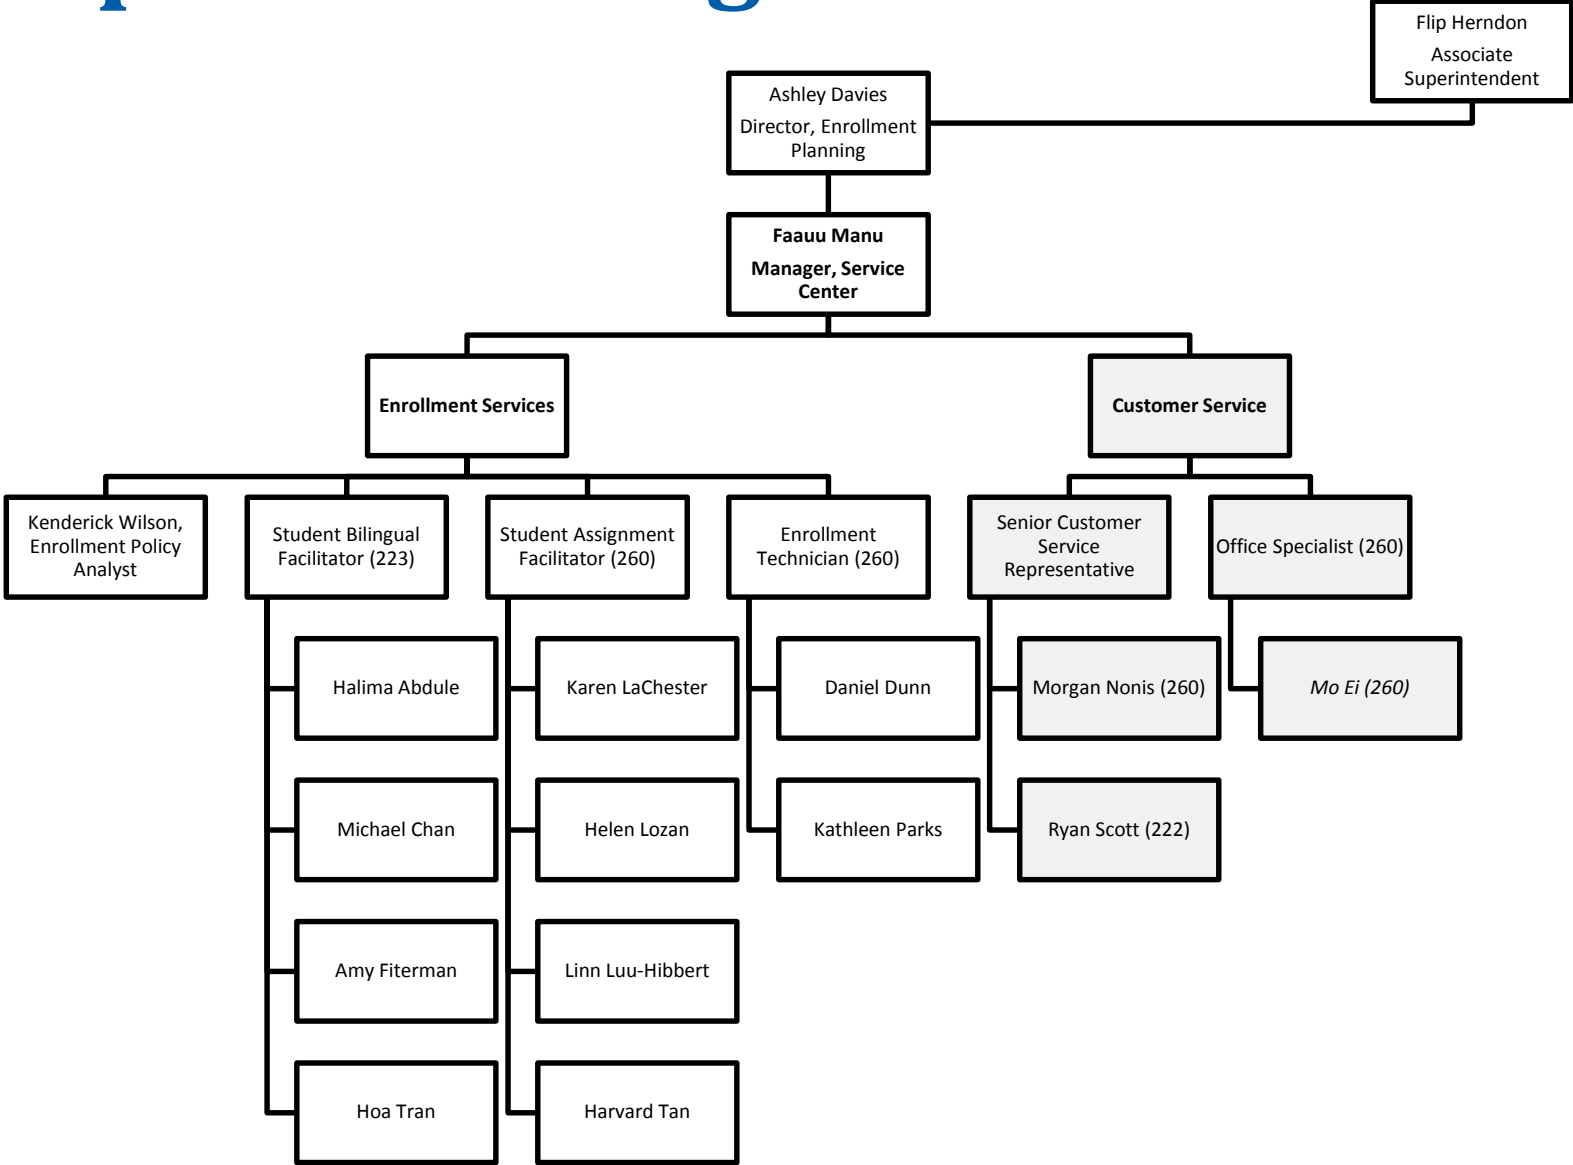 Flip Herndon
Associate
Superintendent
Ashley Davies
Director, Enrollment
Planning
Faauu Manu
Manager, Service
Center
Enrollment Services
Customer Service
Kenderick Wilson,
Enrollment Policy
Analyst
Student Bilingual
Facilitator (223)
Student Assignment
Facilitator (260)
Enrollment
Technician (260)
Senior Customer
Service
Representative
Office Specialist (260)
Halima Abdule
Karen LaChester
Daniel Dunn
Morgan Nonis (260)
Mo Ei (260)
Michael Chan
Helen Lozan
Kathleen Parks
Ryan Scott (222)
Amy Fiterman
Linn Luu-Hibbert
Hoa Tran
Harvard Tan